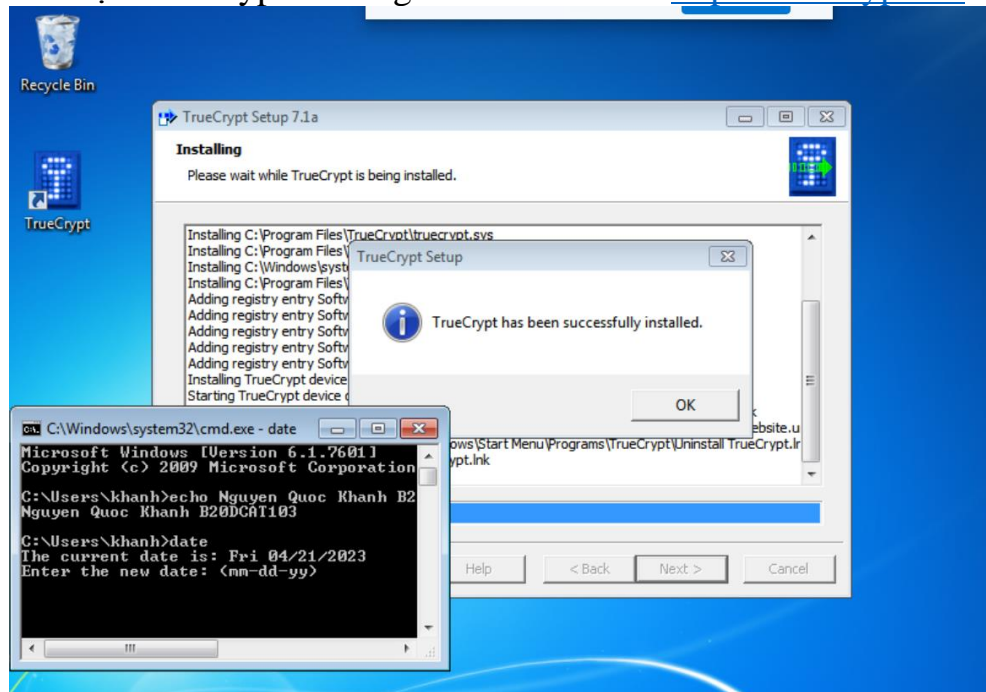 Recycle Bin
TrueCrypt
TrueCrypt Setup 7.1a
Installing
Please wait while TrueCrypt is being installed.
Installing C:\Program Files\TrueCrypt\truecrypt.sys
Installing C:\Program Files\
Installing C:\Windows\syst
Installing C:\Program Files\
Adding registry entry Softw
Adding registry entry Softw
Adding registry entry Softw
Adding registry entry Softw
Adding registry entry Softw
Installing TrueCrypt device
Starting TrueCrypt device
ebsite.u
ows\Start Menu\Programs\TrueCrypt\Uninstall TrueCrypt.lr
ypt.lnk
TrueCrypt Setup
TrueCrypt has been successfully installed.
OK
Help
< Back
Next >
Cancel
C:\Windows\system32\cmd.exe - date
Microsoft Windows [Version 6.1.7601]
Copyright (c) 2009 Microsoft Corporation
C:\Users\khanh>echo Nguyen Quoc Khanh B2
Nguyen Quoc Khanh B20DCAT103
C:\Users\khanh>date
The current date is: Fri 04/21/2023
Enter the new date: (mm-dd-yy)